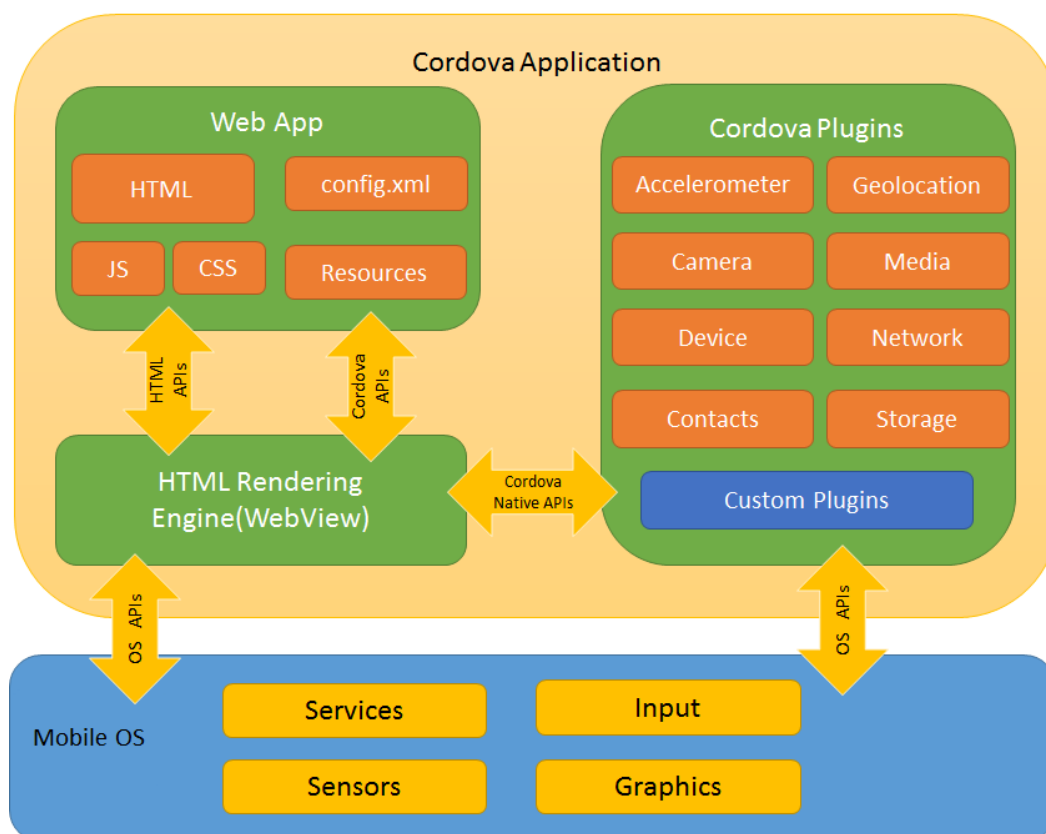 Cordova Application
Web App
HTML
config.xml
JS
CSS
Resources
Cordova Plugins
Accelerometer
Geolocation
Camera
Media
Device
Network
Contacts
Storage
Custom Plugins
HTML
APIs
Cordova
APIs
HTML Rendering
Engine(WebView)
Cordova
Native APIs
OS APIs
OS APIs
Mobile OS
Services
Input
Sensors
Graphics